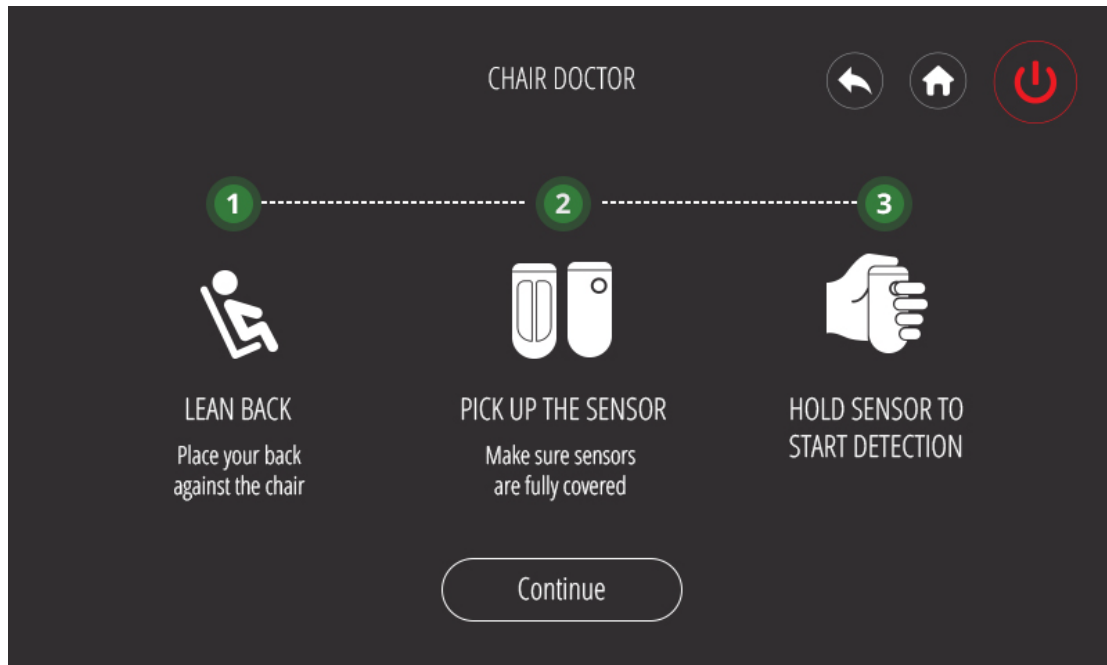 CHAIR DOCTOR
1
2
3
LEAN BACK
Place your back
against the chair
PICK UP THE SENSOR
Make sure sensors
are fully covered
HOLD SENSOR TO
START DETECTION
Continue